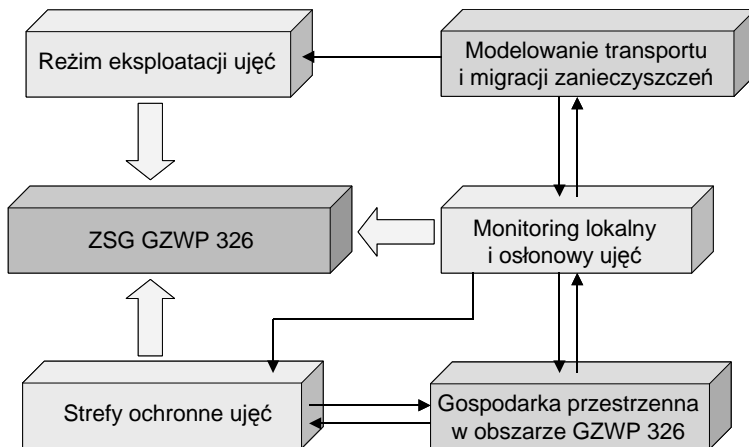 Reżim eksploatacji ujęć
Modelowanie transportu
i migracji zanieczyszczeń
ZSG GZWP 326
Monitoring lokalny
i osłonowy ujęć
Strefy ochronne ujęć
Gospodarka przestrzenna
w obszarze GZWP 326